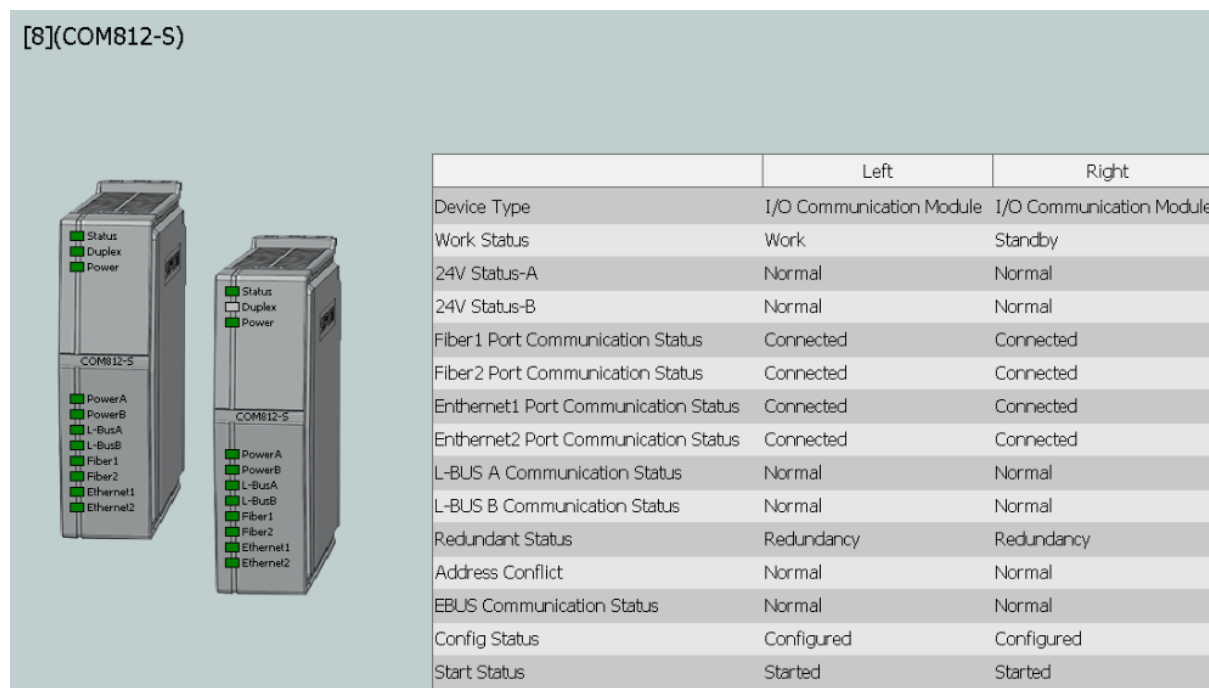 [8](COM812-S)
Left Right
Device Type I/O Communication Module I/O Communication Module
Work Status Work Standby
24V Status-A Normal Normal
24V Status-B Normal Normal
Fiber1 Port Communication Status Connected Connected
Fiber2 Port Communication Status Connected Connected
Enthernet1 Port Communication Status Connected Connected
Enthernet2 Port Communication Status Connected Connected
L-BUS A Communication Status Normal Normal
L-BUS B Communication Status Normal Normal
Redundant Status Redundancy Redundancy
Address Conflict Normal Normal
EBUS Communication Status Normal Normal
Config Status Configured Configured
Start Status Started Started
Status
Duplex
Power
COM812-S
PowerA
PowerB
L-BusA
L-BusB
Fiber1
Fiber2
Ethernet1
Ethernet2
Status
Duplex
Power
COM812-S
PowerA
PowerB
L-BusA
L-BusB
Fiber1
Fiber2
Ethernet1
Ethernet2